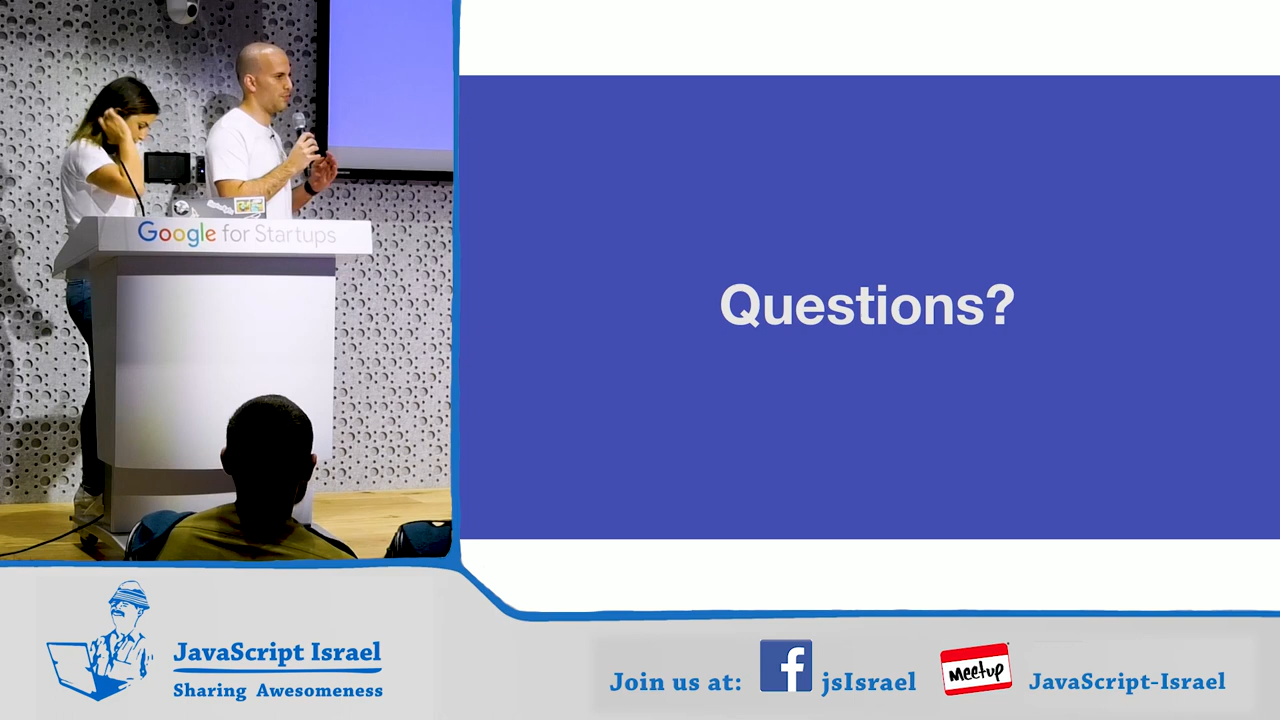 Google for Startups
Questions?
JavaScript Israel
Sharing Awesomeness
Join us at:
f
jsIsrael
Meetup
JavaScript-Israel